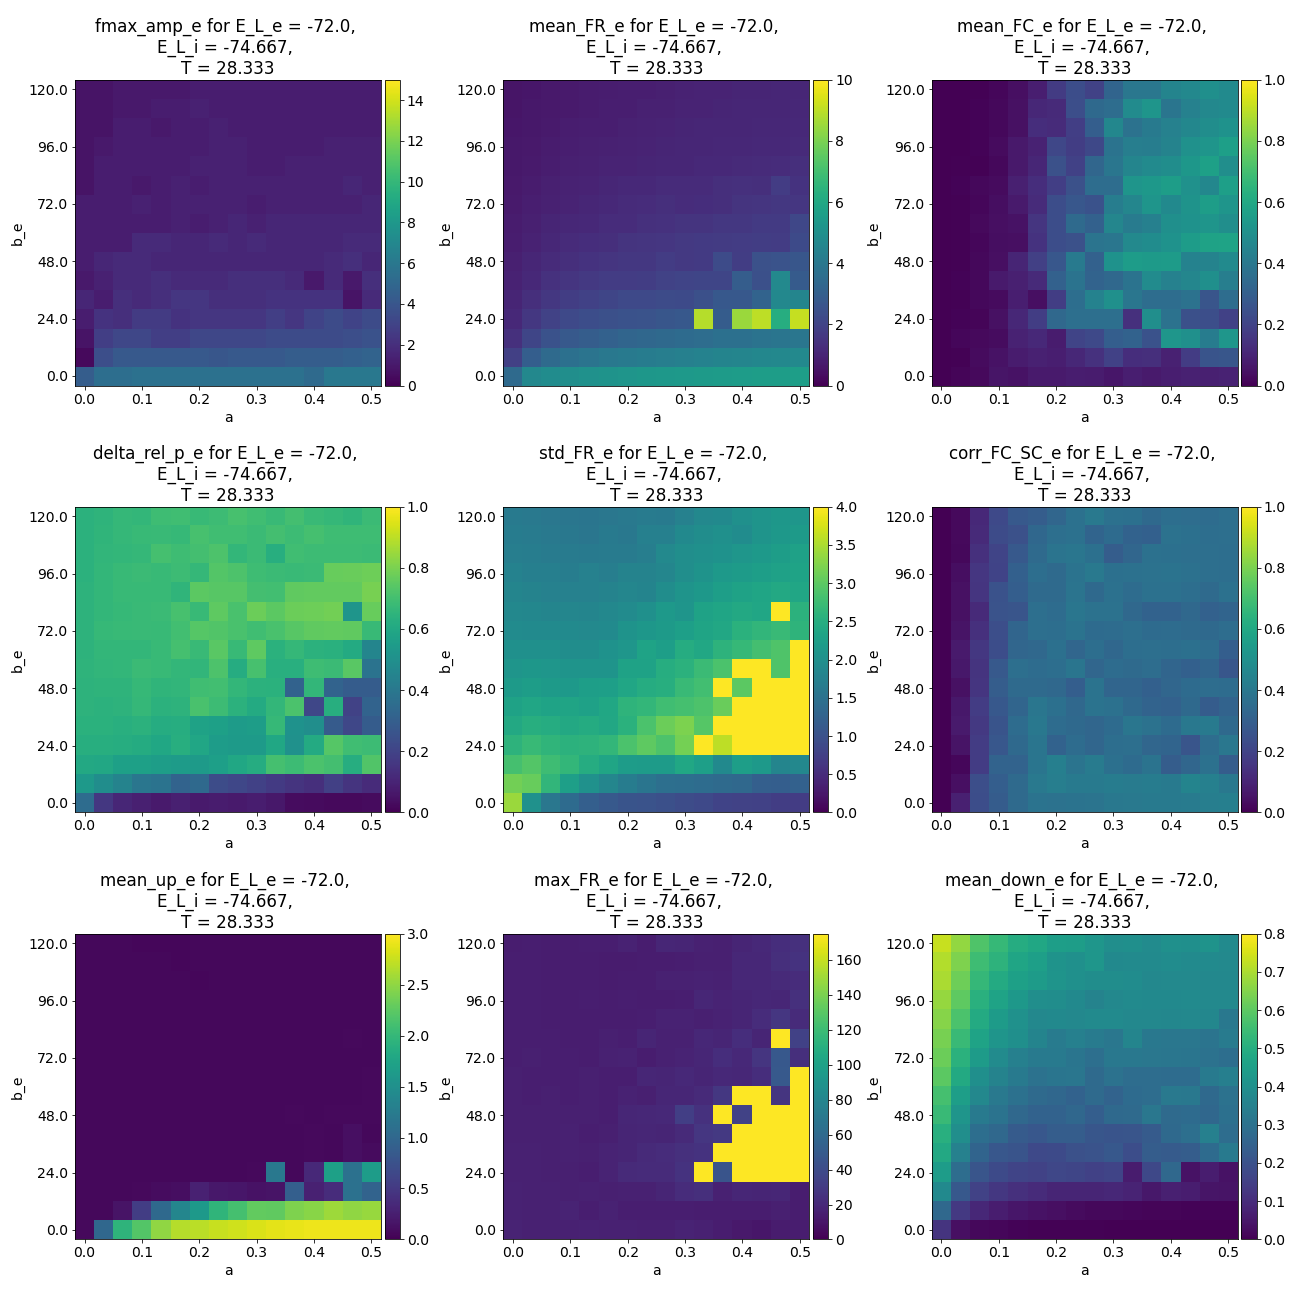 fmax_amp_e for E_L_e = -72.0,
E_L_i = -74.667,
T = 28.333
120.0
96.0
72.0
48.0
24.0
0.0
b_e
0.0 0.1 0.2 0.3 0.4 0.5
a
14
12
10
8
6
4
2
0
mean_FR_e for E_L_e = -72.0,
E_L_i = -74.667,
T = 28.333
120.0
96.0
72.0
48.0
24.0
0.0
b_e
0.0 0.1 0.2 0.3 0.4 0.5
a
10
8
6
4
2
0
mean_FC_e for E_L_e = -72.0,
E_L_i = -74.667,
T = 28.333
120.0
96.0
72.0
48.0
24.0
0.0
b_e
0.0 0.1 0.2 0.3 0.4 0.5
a
1.0
0.8
0.6
0.4
0.2
0.0
delta_rel_p_e for E_L_e = -72.0,
E_L_i = -74.667,
T = 28.333
120.0
96.0
72.0
48.0
24.0
0.0
b_e
0.0 0.1 0.2 0.3 0.4 0.5
a
1.0
0.8
0.6
0.4
0.2
0.0
std_FR_e for E_L_e = -72.0,
E_L_i = -74.667,
T = 28.333
120.0
96.0
72.0
48.0
24.0
0.0
b_e
0.0 0.1 0.2 0.3 0.4 0.5
a
4.0
3.5
3.0
2.5
2.0
1.5
1.0
0.5
0.0
corr_FC_SC_e for E_L_e = -72.0,
E_L_i = -74.667,
T = 28.333
120.0
96.0
72.0
48.0
24.0
0.0
b_e
0.0 0.1 0.2 0.3 0.4 0.5
a
1.0
0.8
0.6
0.4
0.2
0.0
mean_up_e for E_L_e = -72.0,
E_L_i = -74.667,
T = 28.333
120.0
96.0
72.0
48.0
24.0
0.0
b_e
0.0 0.1 0.2 0.3 0.4 0.5
a
3.0
2.5
2.0
1.5
1.0
0.5
0.0
max_FR_e for E_L_e = -72.0,
E_L_i = -74.667,
T = 28.333
120.0
96.0
72.0
48.0
24.0
0.0
b_e
0.0 0.1 0.2 0.3 0.4 0.5
a
160
140
120
100
80
60
40
20
0
mean_down_e for E_L_e = -72.0,
E_L_i = -74.667,
T = 28.333
120.0
96.0
72.0
48.0
24.0
0.0
b_e
0.0 0.1 0.2 0.3 0.4 0.5
a
0.8
0.7
0.6
0.5
0.4
0.3
0.2
0.1
0.0